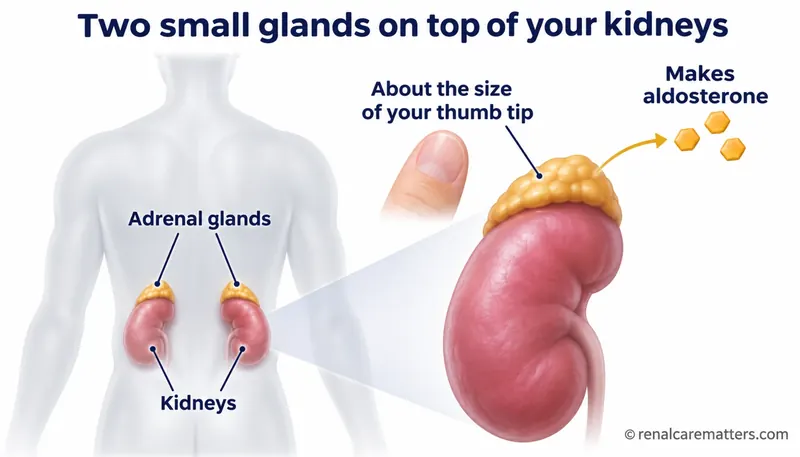 Two small glands on top of your kidneys
About the size
of your thumb tip
Makes
aldosterone
Adrenal glands
Kidneys
© renalcarematters.com